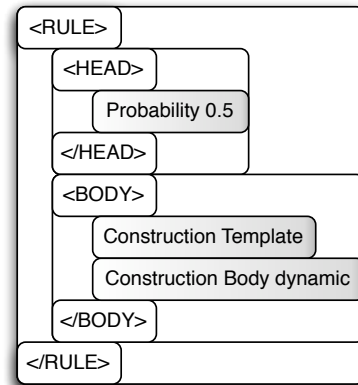 <RULE>
<HEAD>
Probability 0.5
</HEAD>
<BODY>
Construction Template
Construction Body dynamic
</BODY>
</RULE>